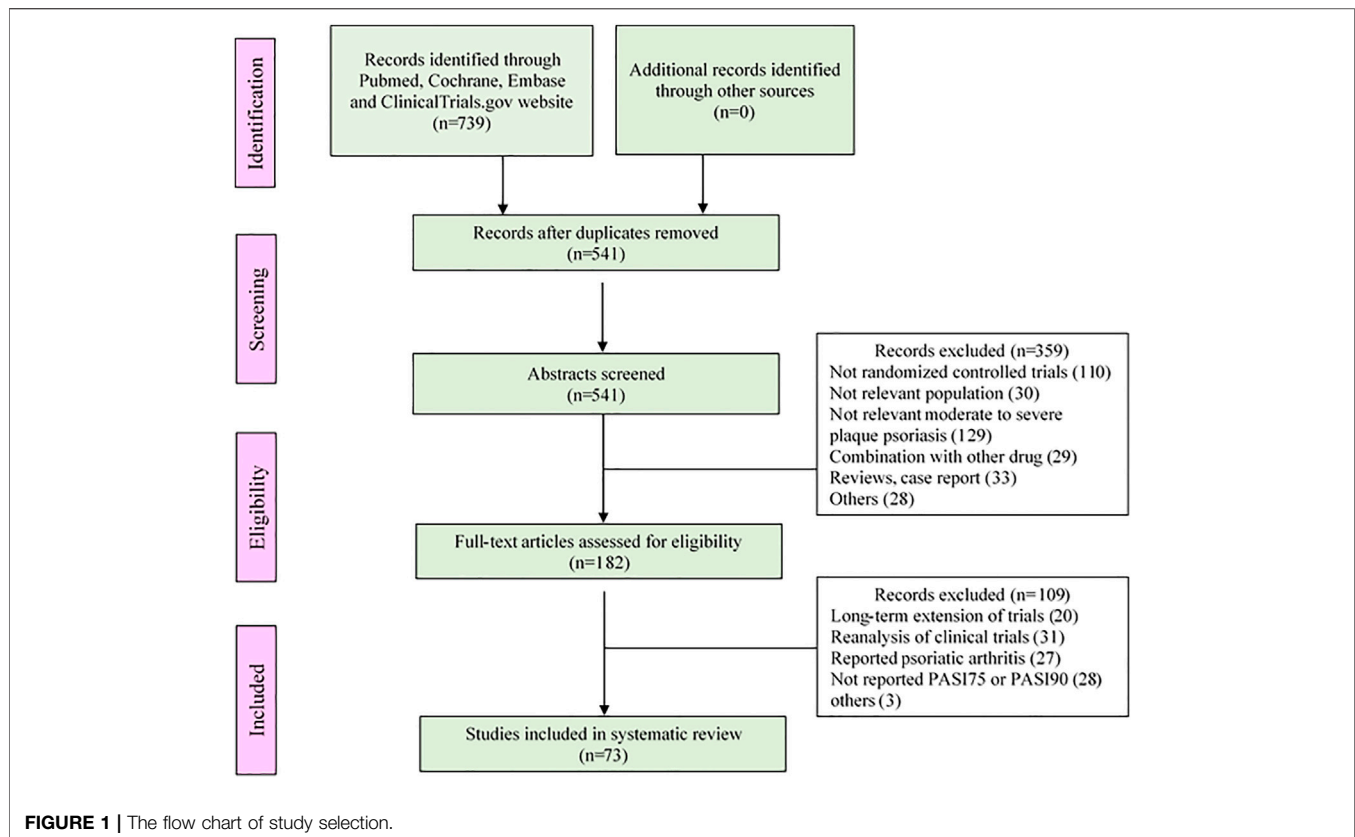 Identification
Records identified through
Pubmed, Cochrane, Embase
and ClinicalTrials.gov website
(n=739)
Additional records identified
through other sources
(n=0)
Records after duplicates removed
(n=541)
Screening
Abstracts screened
(n=541)
Records excluded (n=359)
Not randomized controlled trials (110)
Not relevant population (30)
Not relevant moderate to severe
plaque psoriasis (129)
Combination with other drug (29)
Reviews, case report (33)
Others (28)
Eligibility
Full-text articles assessed for eligibility
(n=182)
Records excluded (n=109)
Long-term extension of trials (20)
Reanalysis of clinical trials (31)
Reported psoriatic arthritis (27)
Not reported PASI75 or PASI90 (28)
others (3)
Included
Studies included in systematic review
(n=73)
FIGURE 1 | The flow chart of study selection.